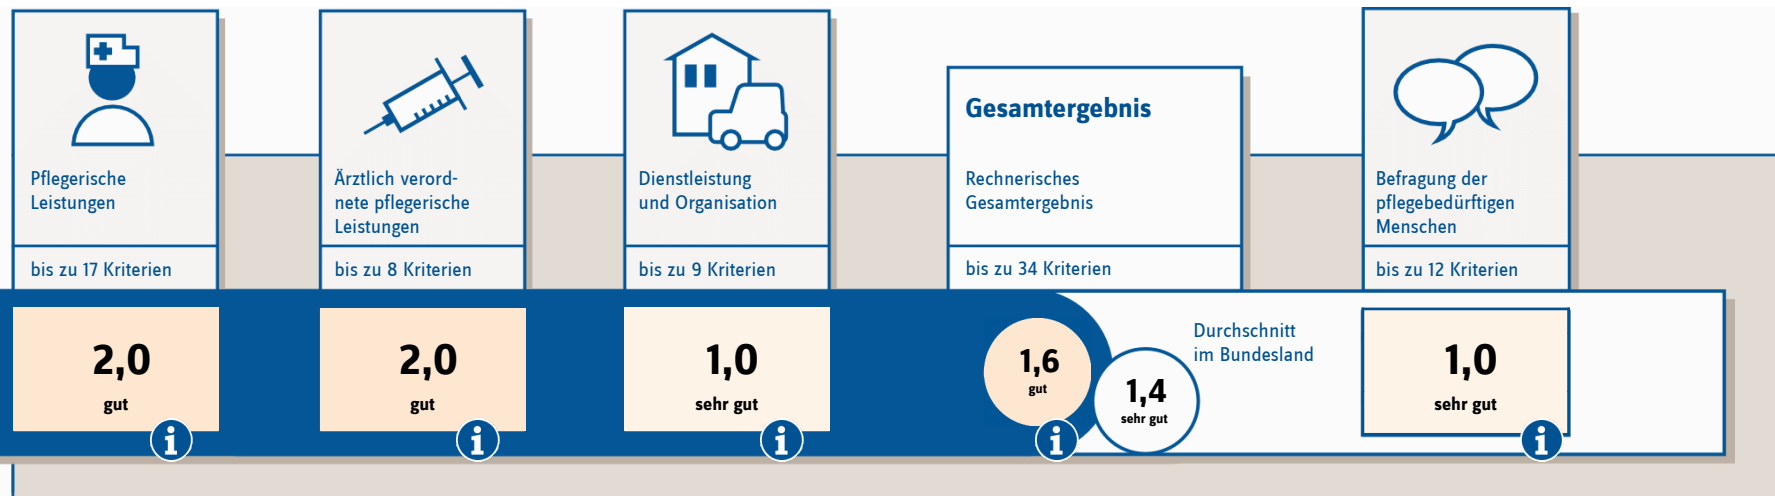 Pflegerische
Leistungen
bis zu 17 Kriterien
2,0
gut
i
Ärztlich verord-
nete pflegerische
Leistungen
bis zu 8 Kriterien
2,0
gut
i
Dienstleistung
und Organisation
bis zu 9 Kriterien
1,0
sehr gut
i
Gesamtergebnis
Rechnerisches
Gesamtergebnis
bis zu 34 Kriterien
1,6
gut
i
1,4
sehr gut
Durchschnitt
im Bundesland
Befragung der
pflegebedürftigen
Menschen
bis zu 12 Kriterien
1,0
sehr gut
i